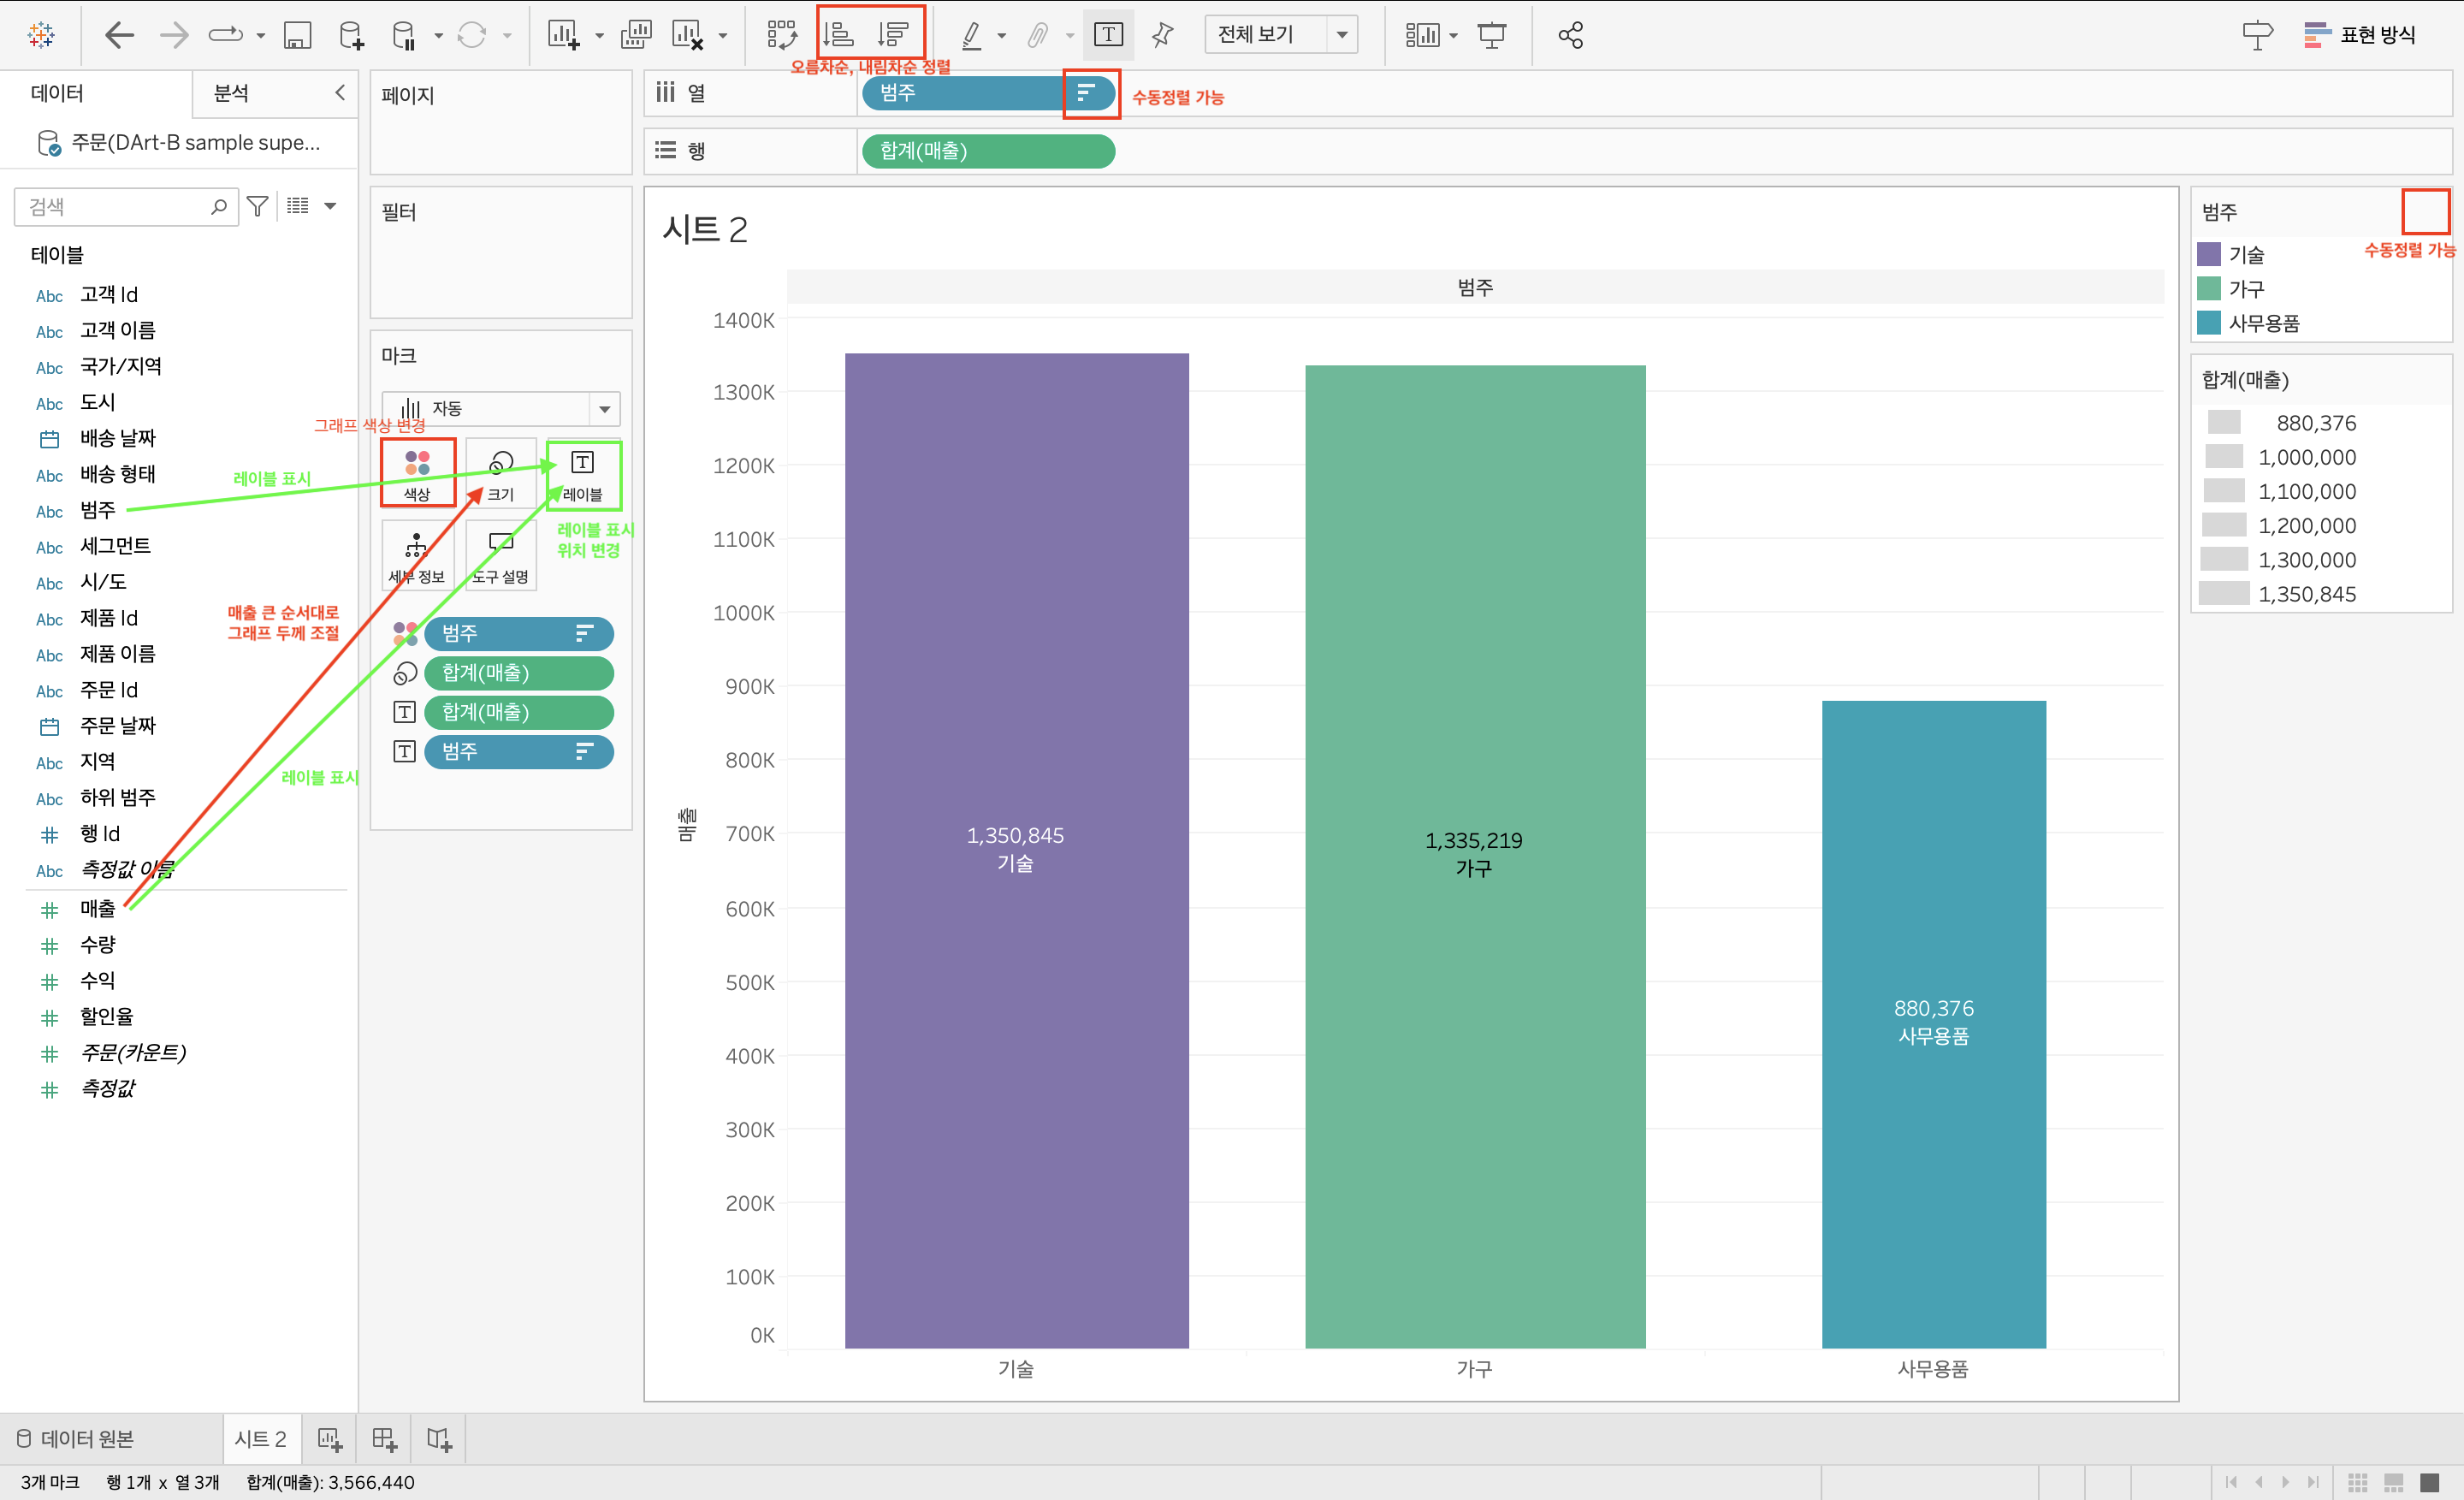 전체 보기
표현 방식
오름차순, 내림차순 정렬
데이터
분석
페이지
열
범주
수동정렬 가능
주문(DArt-B sample supe...
행
합계(매출)
검색
필터
시트 2
테이블
Abc 고객 Id
Abc 고객 이름
Abc 국가/지역
Abc 도시
배송 날짜
Abc 배송 형태
Abc 범주
Abc 세그먼트
Abc 시/도
Abc 제품 Id
Abc 제품 이름
Abc 주문 Id
주문 날짜
Abc 지역
Abc 하위 범주
행 Id
Abc 측정값 이름
매출
수량
수익
할인율
주문(카운트)
측정값
레이블 표시
매출 큰 순서대로
그래프 두께 조절
레이블 표시
마크
자동
그래프 색상 변경
색상
크기
레이블
레이블 표시
위치 변경
세부 정보
도구 설명
범주
합계(매출)
합계(매출)
범주
범주
매출
1400K
1300K
1200K
1100K
1000K
900K
800K
700K
600K
500K
400K
300K
200K
100K
0K
1,350,845
기술
1,335,219
가구
880,376
사무용품
기술
가구
사무용품
범주
수동정렬 가능
기술
가구
사무용품
합계(매출)
880,376
1,000,000
1,100,000
1,200,000
1,300,000
1,350,845
데이터 원본
시트 2
3개 마크 행 1개 x 열 3개 합계(매출): 3,566,440